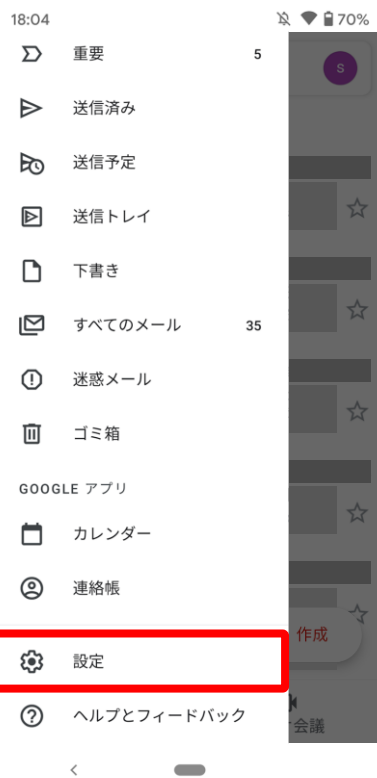 18:04
70%
重要 5
S
送信済み
送信予定
送信トレイ
下書き
すべてのメール 35
迷惑メール
ゴミ箱
GOOGLE アプリ
カレンダー
連絡帳
作成
設定
ヘルプとフィードバック
会議